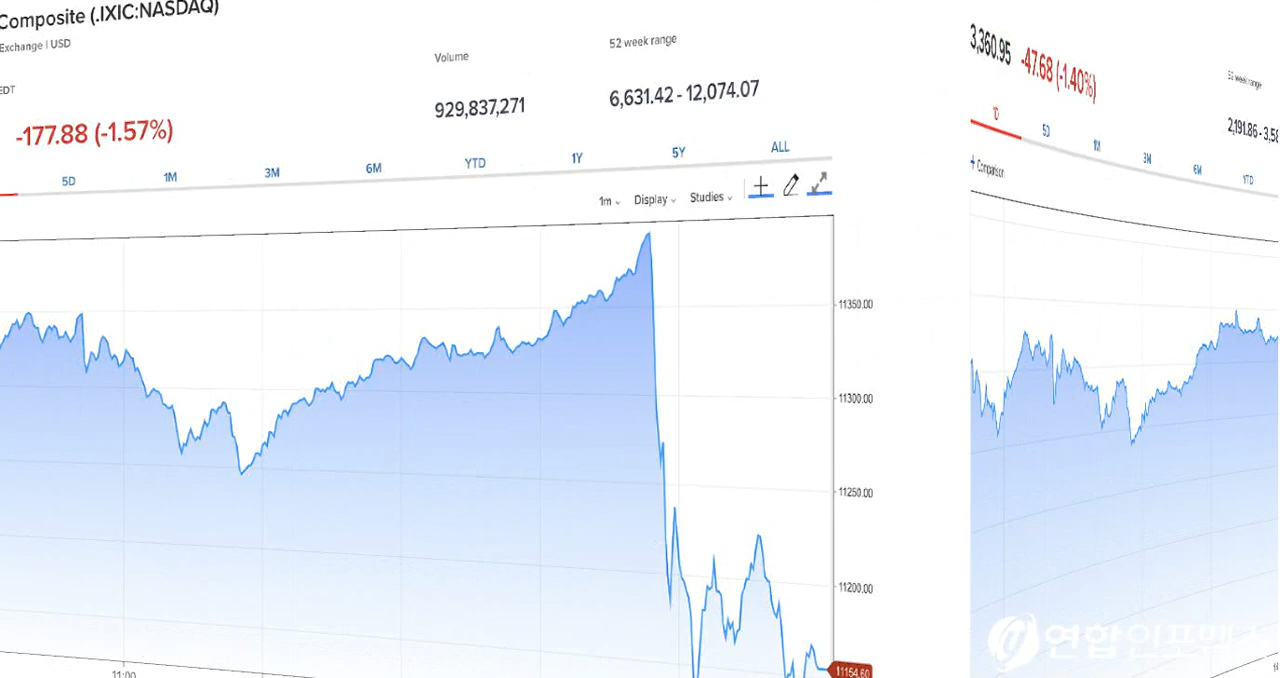 Composite (.IXIC:NASDAQ)
Exchange | USD
EDT
-177.88 (-1.57%)
Volume
929,837,271
52 week range
6,631.42 - 12,074.07
5D
1M
3M
6M
YTD
1Y
5Y
ALL
1m
Display
Studies
11350.00
11300.00
11250.00
11200.00
11154.60
11:00
3,360.95
-47.68 (-1.40%)
52 week range
2,191.86 - 3,58
1D
5D
1M
3M
6M
YTD
+ Comparison
연합인포맥스